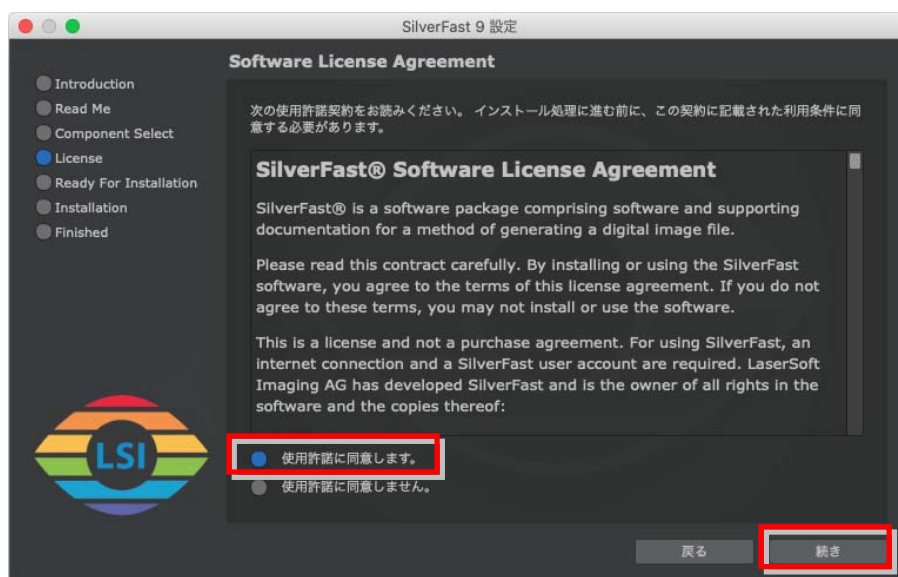 SilverFast 9 設定
Software License Agreement
Introduction
Read Me
Component Select
License
Ready For Installation
Installation
Finished
次の使用許諾契約をお読みください。 インストール処理に進む前に、この契約に記載された利用条件に同
意する必要があります。
SilverFast® Software License Agreement
SilverFast® is a software package comprising software and supporting
documentation for a method of generating a digital image file.
Please read this contract carefully. By installing or using the SilverFast
software, you agree to the terms of this license agreement. If you do not
agree to these terms, you may not install or use the software.
This is a license and not a purchase agreement. For using SilverFast, an
internet connection and a SilverFast user account are required. LaserSoft
Imaging AG has developed SilverFast and is the owner of all rights in the
software and the copies thereof:
LSI
使用許諾に同意します。
使用許諾に同意しません。
戻る
続き